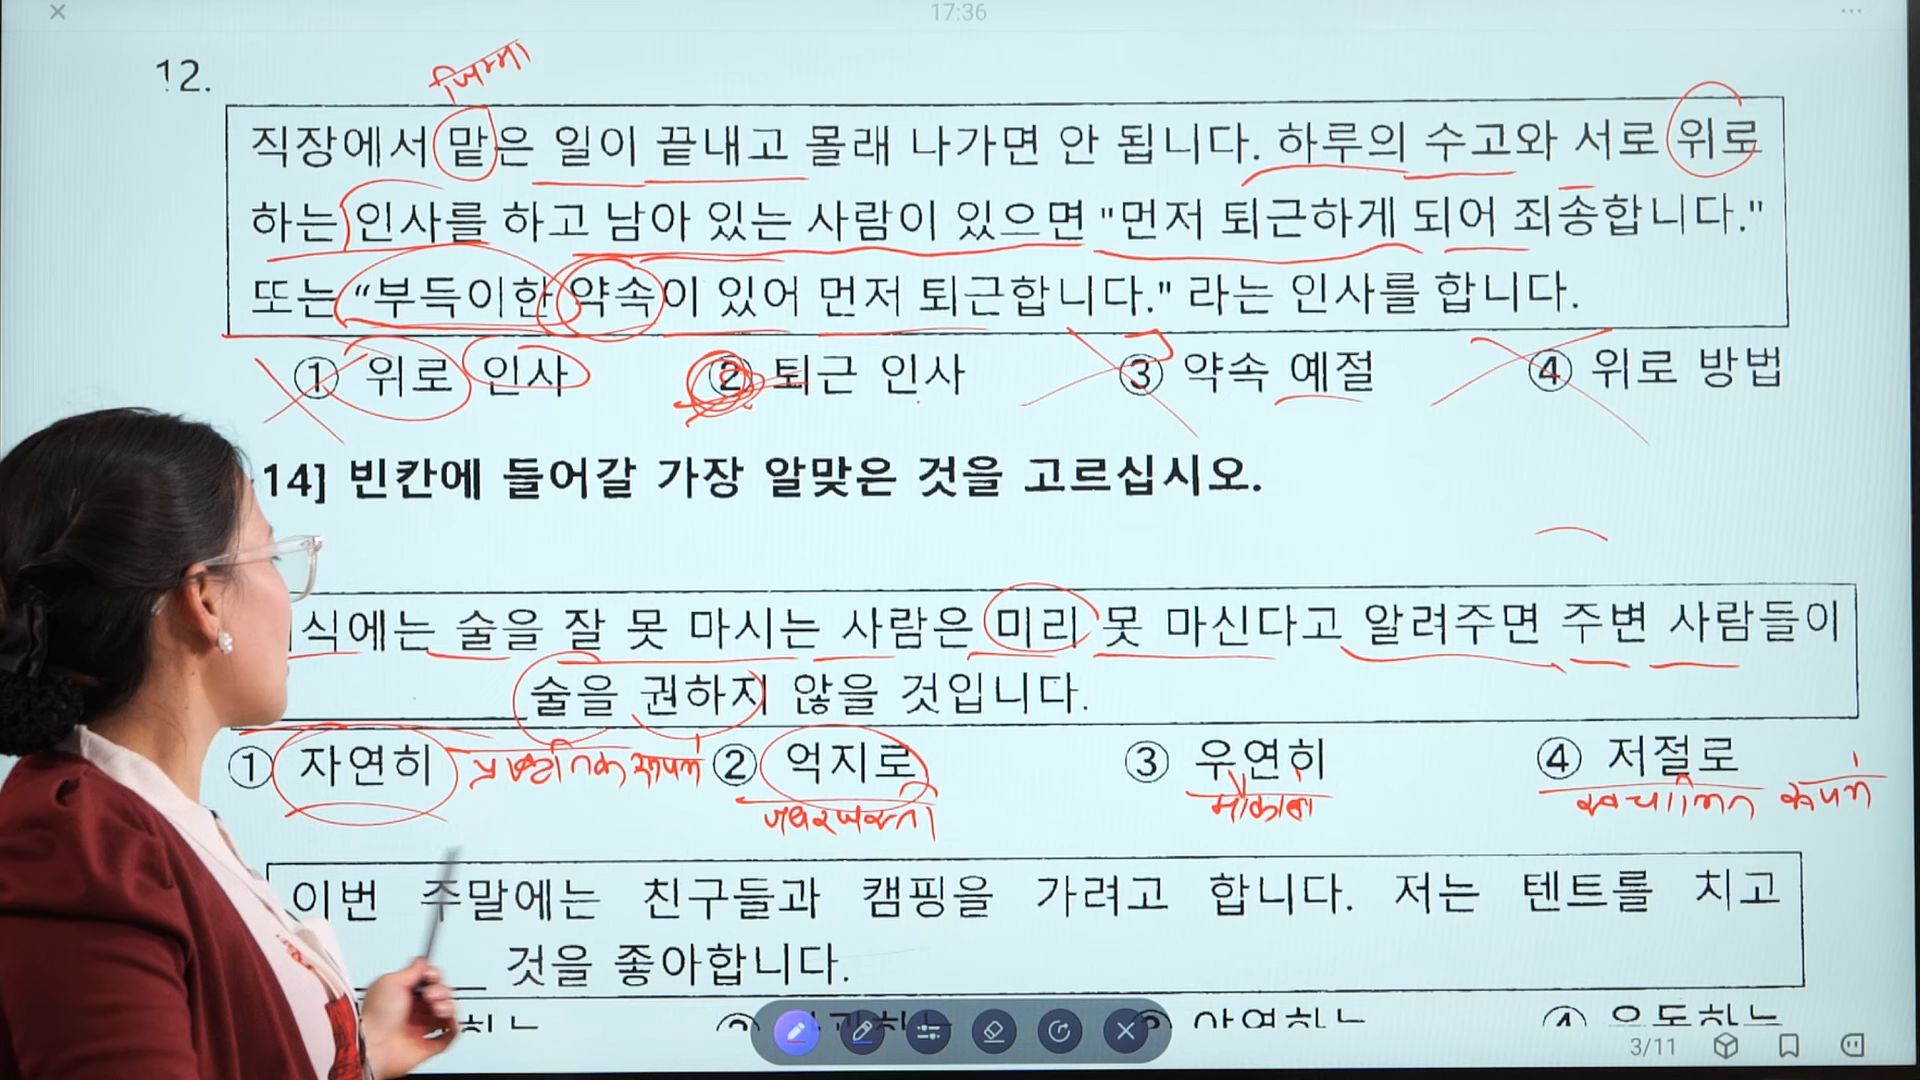 17:36
12.
जिम्मा
직장에서 맡은 일이 끝내고 몰래 나가면 안 됩니다. 하루의 수고와 서로 위로
하는 인사를 하고 남아 있는 사람이 있으면 "먼저 퇴근하게 되어 죄송합니다."
또는 “부득이한 약속이 있어 먼저 퇴근합니다." 라는 인사를 합니다.
① 위로 인사 ② 퇴근 인사 ③ 약속 예절 ④ 위로 방법
14] 빈칸에 들어갈 가장 알맞은 것을 고르십시오.
식에는 술을 잘 못 마시는 사람은 미리 못 마신다고 알려주면 주변 사람들이
술을 권하지 않을 것입니다.
① 자연히 ② 억지로 ③ 우연히 ④ 저절로
이번 주말에는 친구들과 캠핑을 가려고 합니다. 저는 텐트를 치고
것을 좋아합니다.
3/11